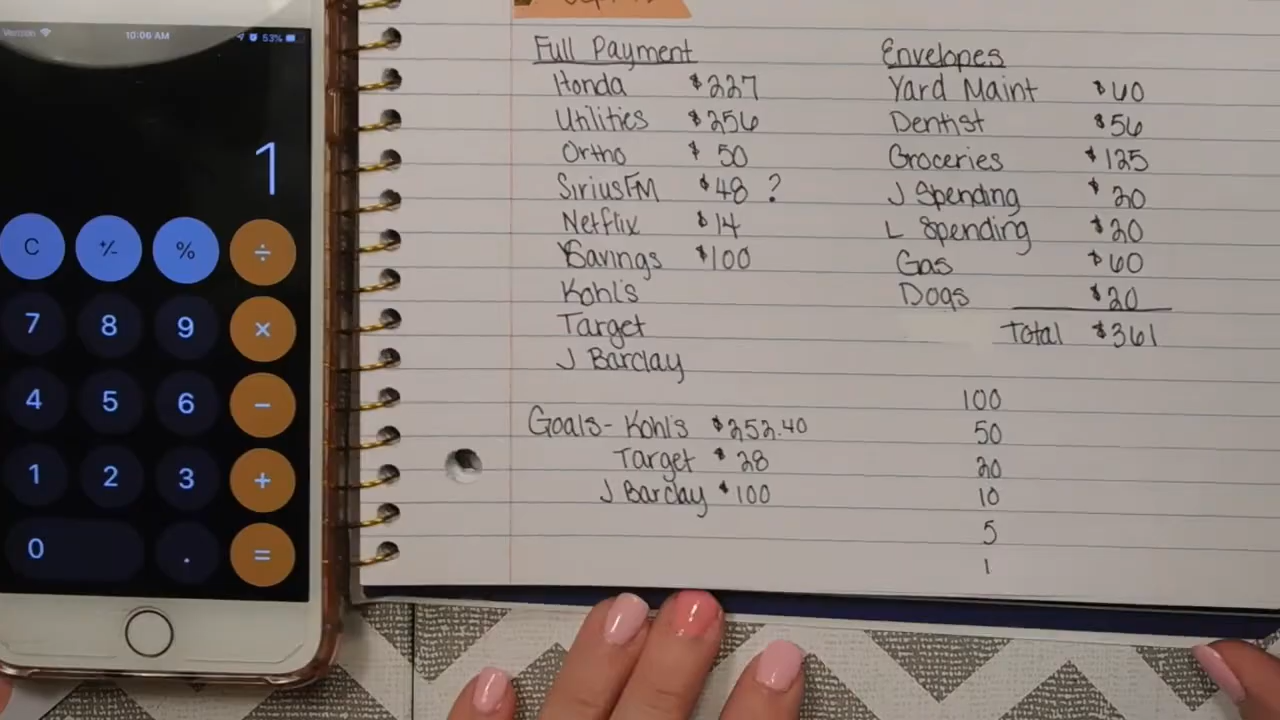 Verizon 10:06 AM 53%
1
C +/- % ÷
7 8 9 ×
4 5 6 −
1 2 3 +
0 . =
Full Payment
Honda $227
Utilities $256
Ortho $50
SiriusFM $48 ?
Netflix $14
Savings $100
Kohl's
Target
J Barclay
Goals- Kohl's $252.40
Target $28
J Barclay $100
Envelopes
Yard Maint $60
Dentist $56
Groceries $125
J Spending $20
L Spending $20
Gas $60
Dogs $20
Total $361
100
50
20
10
5
1